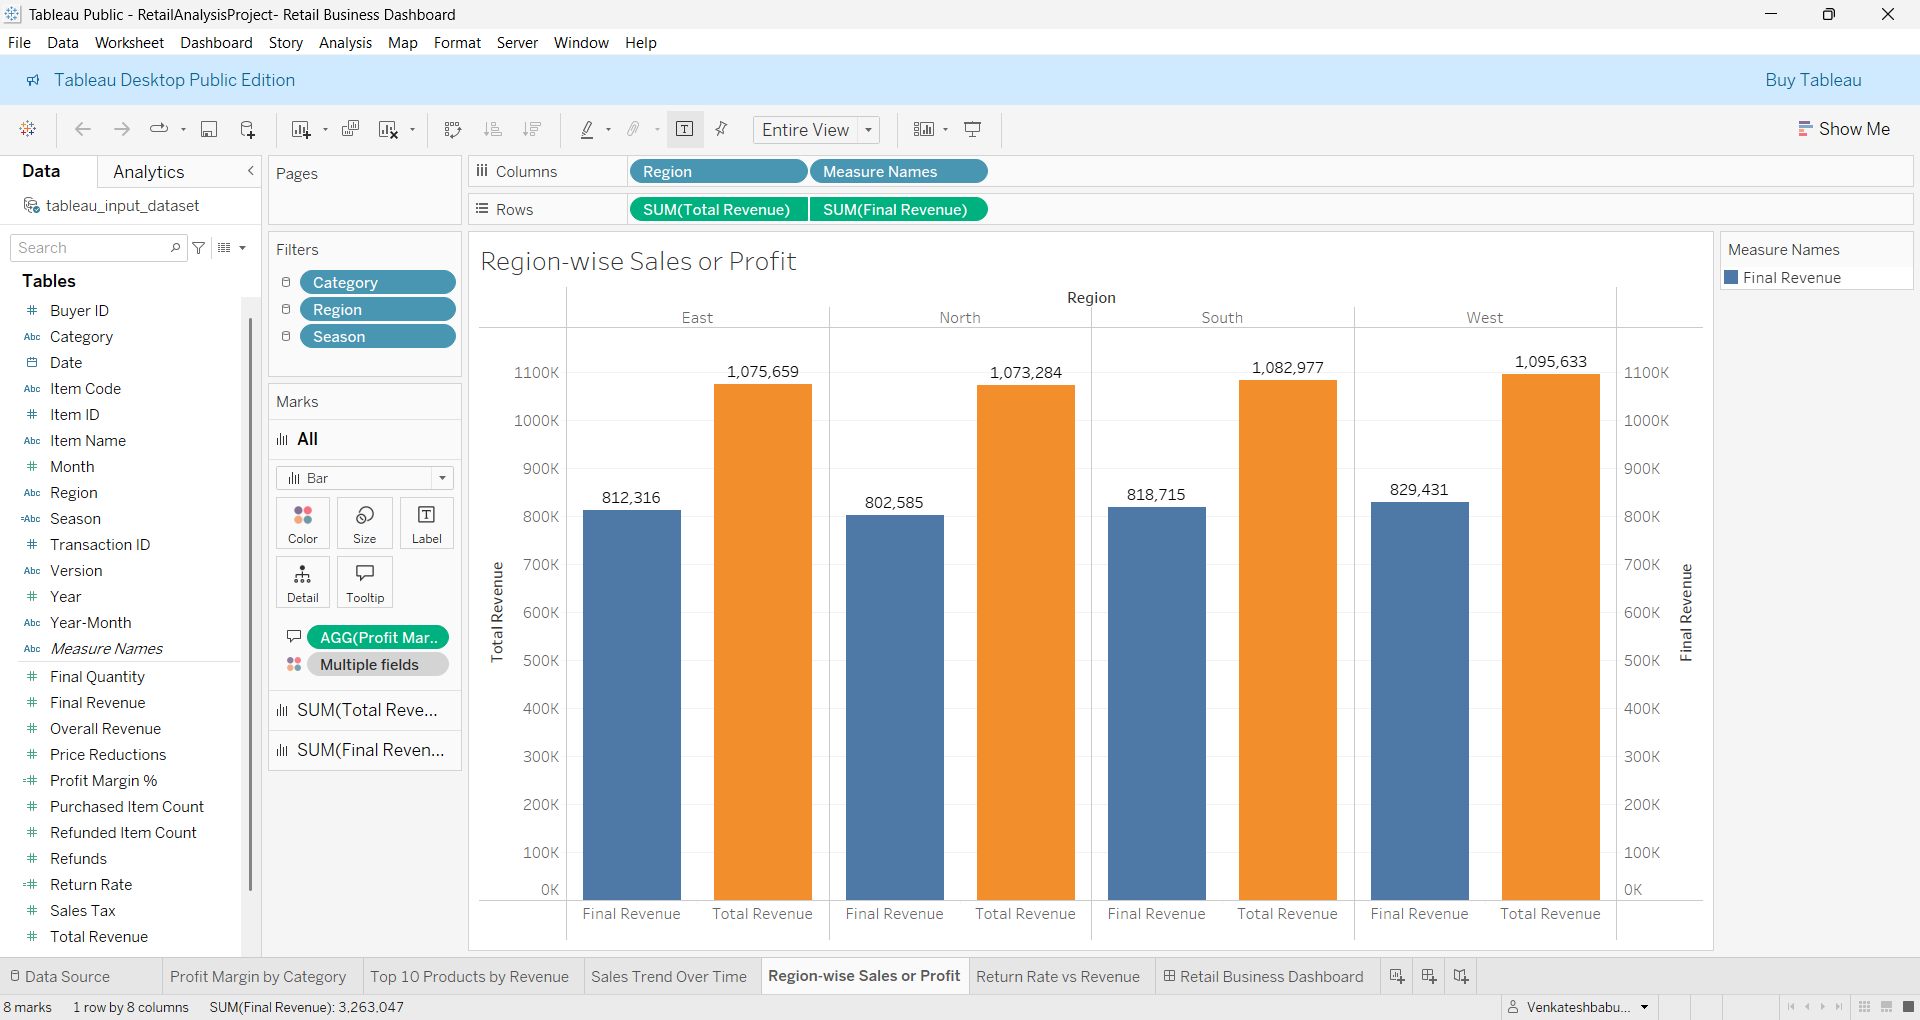 Tableau Public - RetailAnalysisProject- Retail Business Dashboard
File Data Worksheet Dashboard Story Analysis Map Format Server Window Help
Tableau Desktop Public Edition
Buy Tableau
Entire View
Show Me
Data
Analytics
tableau_input_dataset
Search
Tables
# Buyer ID
Abc Category
Date
Abc Item Code
# Item ID
Abc Item Name
# Month
Abc Region
=Abc Season
# Transaction ID
Abc Version
# Year
Abc Year-Month
Abc Measure Names
# Final Quantity
# Final Revenue
# Overall Revenue
# Price Reductions
=# Profit Margin %
# Purchased Item Count
# Refunded Item Count
# Refunds
=# Return Rate
# Sales Tax
# Total Revenue
Pages
Filters
Category
Region
Season
Marks
All
Bar
Color Size Label
Detail Tooltip
AGG(Profit Mar..
Multiple fields
SUM(Total Reve...
SUM(Final Reven...
Columns Region Measure Names
Rows SUM(Total Revenue) SUM(Final Revenue)
Region-wise Sales or Profit
Region
East North South West
1100K
1000K
900K
800K
700K
600K
500K
400K
300K
200K
100K
0K
Total Revenue
812,316 1,075,659 802,585 1,073,284 818,715 1,082,977 829,431 1,095,633
Final Revenue Total Revenue Final Revenue Total Revenue Final Revenue Total Revenue Final Revenue Total Revenue
1100K
1000K
900K
800K
700K
600K
500K
400K
300K
200K
100K
0K
Final Revenue
Measure Names
Final Revenue
Data Source Profit Margin by Category Top 10 Products by Revenue Sales Trend Over Time Region-wise Sales or Profit Return Rate vs Revenue Retail Business Dashboard
8 marks 1 row by 8 columns SUM(Final Revenue): 3,263,047
Venkateshbabu...